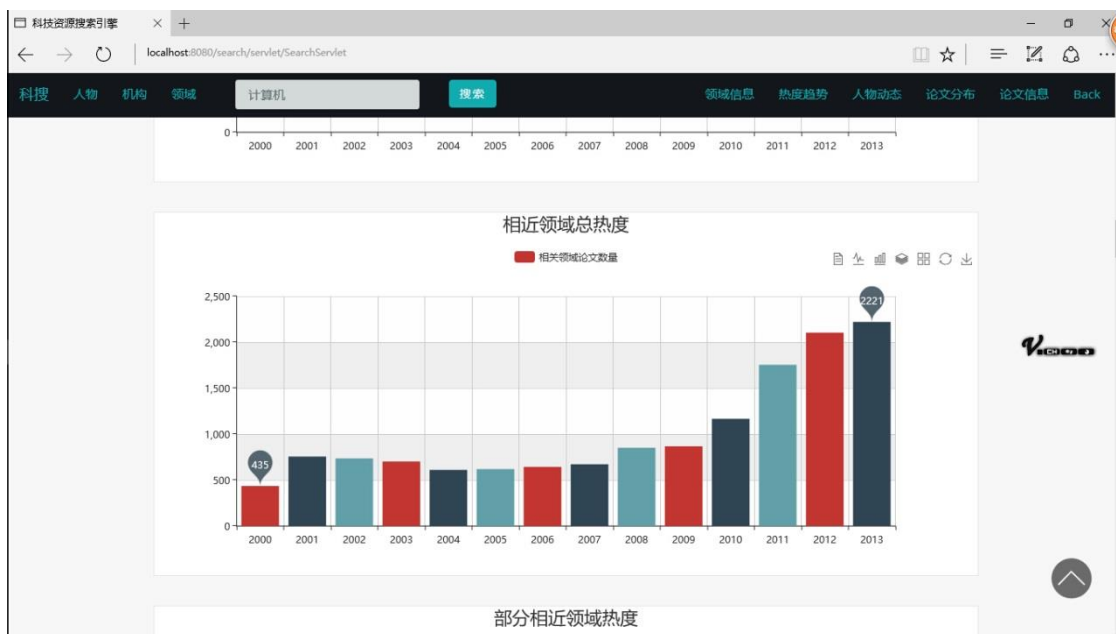 科技资源搜索引擎
localhost:8080/search/servlet/SearchServlet
科搜 人物 机构 领域 计算机 搜索 领域信息 热度趋势 人物动态 论文分布 论文信息 Back
0
2000 2001 2002 2003 2004 2005 2006 2007 2008 2009 2010 2011 2012 2013
相近领域总热度
相关领域论文数量
2,500
2221
2,000
1,500
1,000
435
500
0
2000 2001 2002 2003 2004 2005 2006 2007 2008 2009 2010 2011 2012 2013
部分相近领域热度